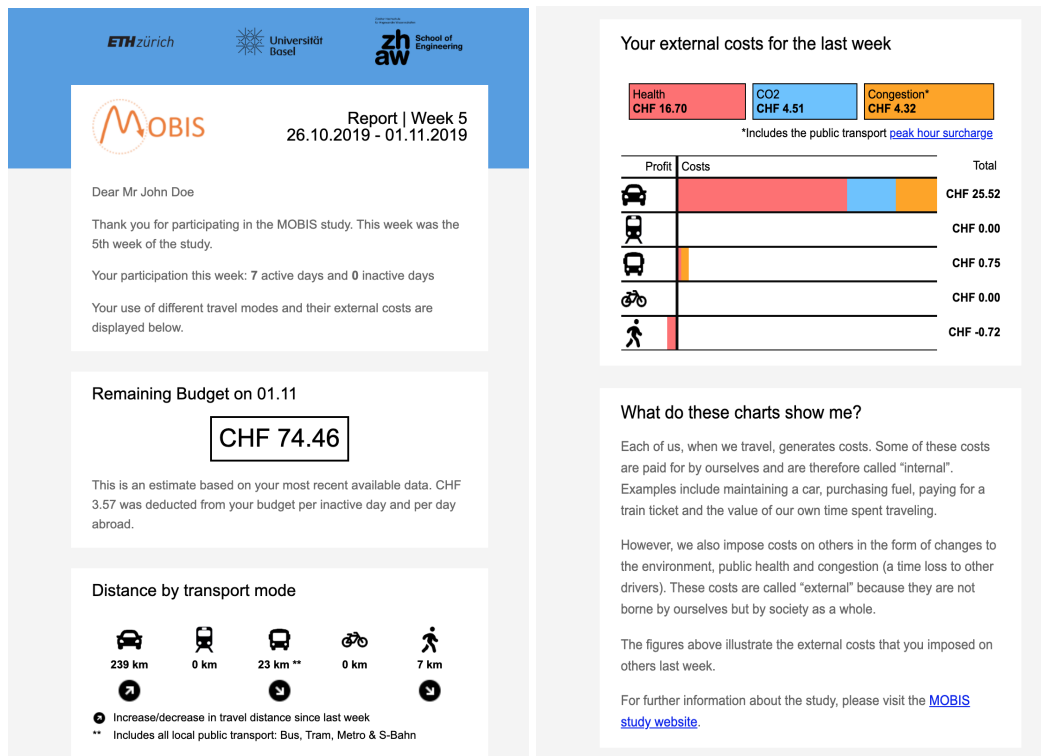 ETH zürich
Universität
Basel
zh
aw
School of
Engineering
MOBIS
Report | Week 5
26.10.2019 - 01.11.2019
Dear Mr John Doe
Thank you for participating in the MOBIS study. This week was the
5th week of the study.
Your participation this week: 7 active days and 0 inactive days
Your use of different travel modes and their external costs are
displayed below.
Remaining Budget on 01.11
CHF 74.46
This is an estimate based on your most recent available data. CHF
3.57 was deducted from your budget per inactive day and per day
abroad.
Distance by transport mode
239 km 0 km 23 km ** 0 km 7 km
Increase/decrease in travel distance since last week
** Includes all local public transport: Bus, Tram, Metro & S-Bahn
Your external costs for the last week
Health CO2 Congestion*
CHF 16.70 CHF 4.51 CHF 4.32
*Includes the public transport peak hour surcharge
Profit Costs Total
CHF 25.52
CHF 0.00
CHF 0.75
CHF 0.00
CHF -0.72
What do these charts show me?
Each of us, when we travel, generates costs. Some of these costs
are paid for by ourselves and are therefore called “internal”.
Examples include maintaining a car, purchasing fuel, paying for a
train ticket and the value of our own time spent traveling.
However, we also impose costs on others in the form of changes to
the environment, public health and congestion (a time loss to other
drivers). These costs are called “external” because they are not
borne by ourselves but by society as a whole.
The figures above illustrate the external costs that you imposed on
others last week.
For further information about the study, please visit the MOBIS
study website.